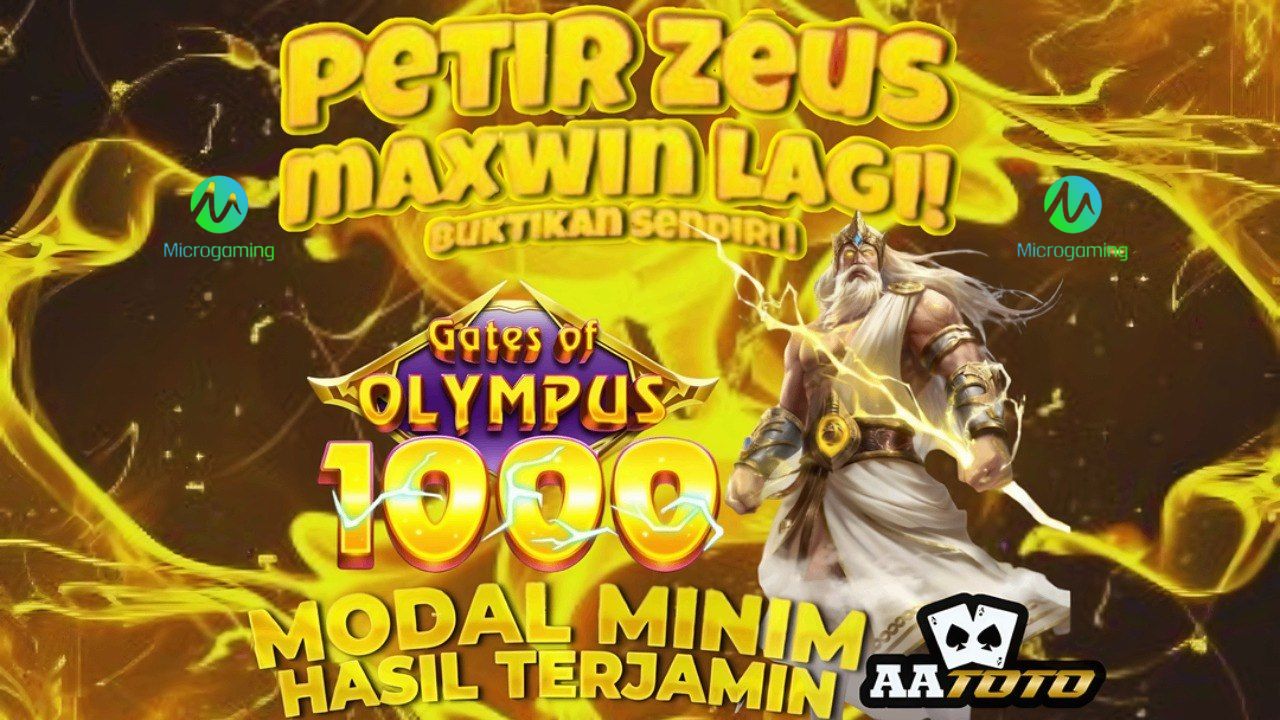 PETIR ZEUS
MAXWIN LAGI!
BUKTIKAN SENDIRI!
Microgaming
Microgaming
Gates of
OLYMPUS
1000
MODAL MINIM
HASIL TERJAMIN
AATOTO